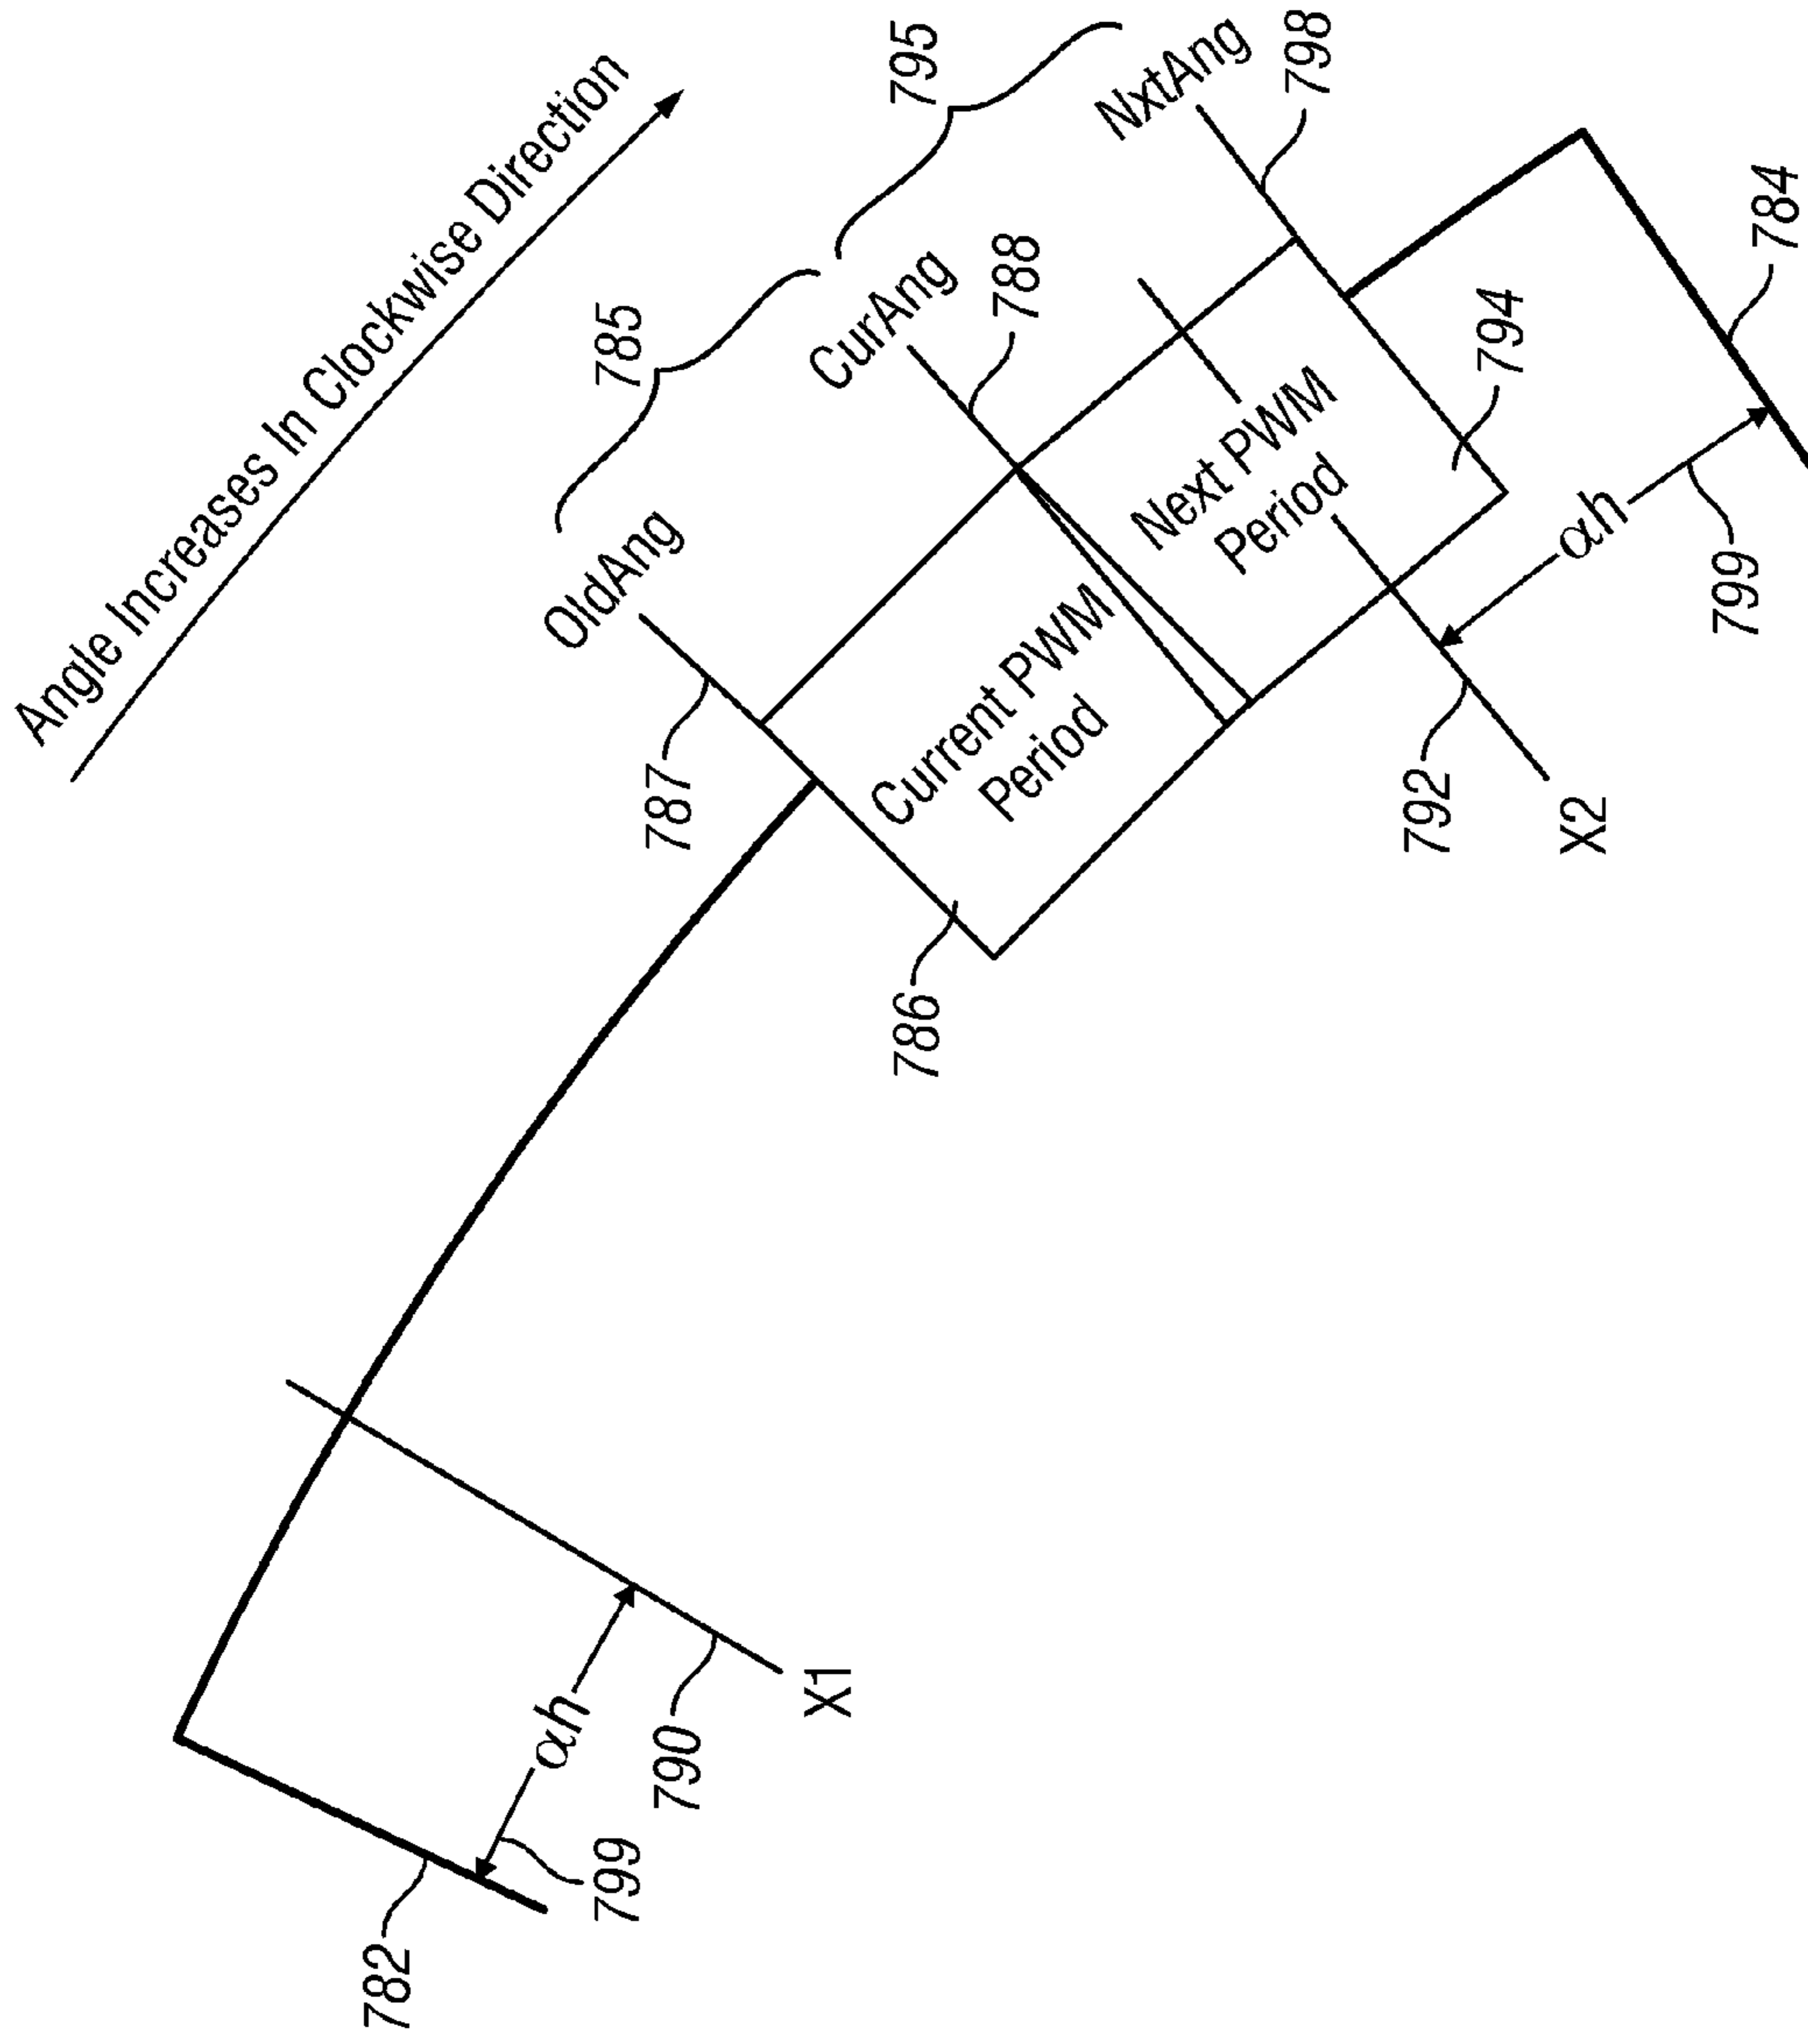 Angle Increases In Clockwise Direction
795
785
NxtAng
798
CurAng
788
OldAng
787
784
794
Next PWM
Period
αh
799
Current PWM
Period
792
X2
786
αh
X1
790
799
782